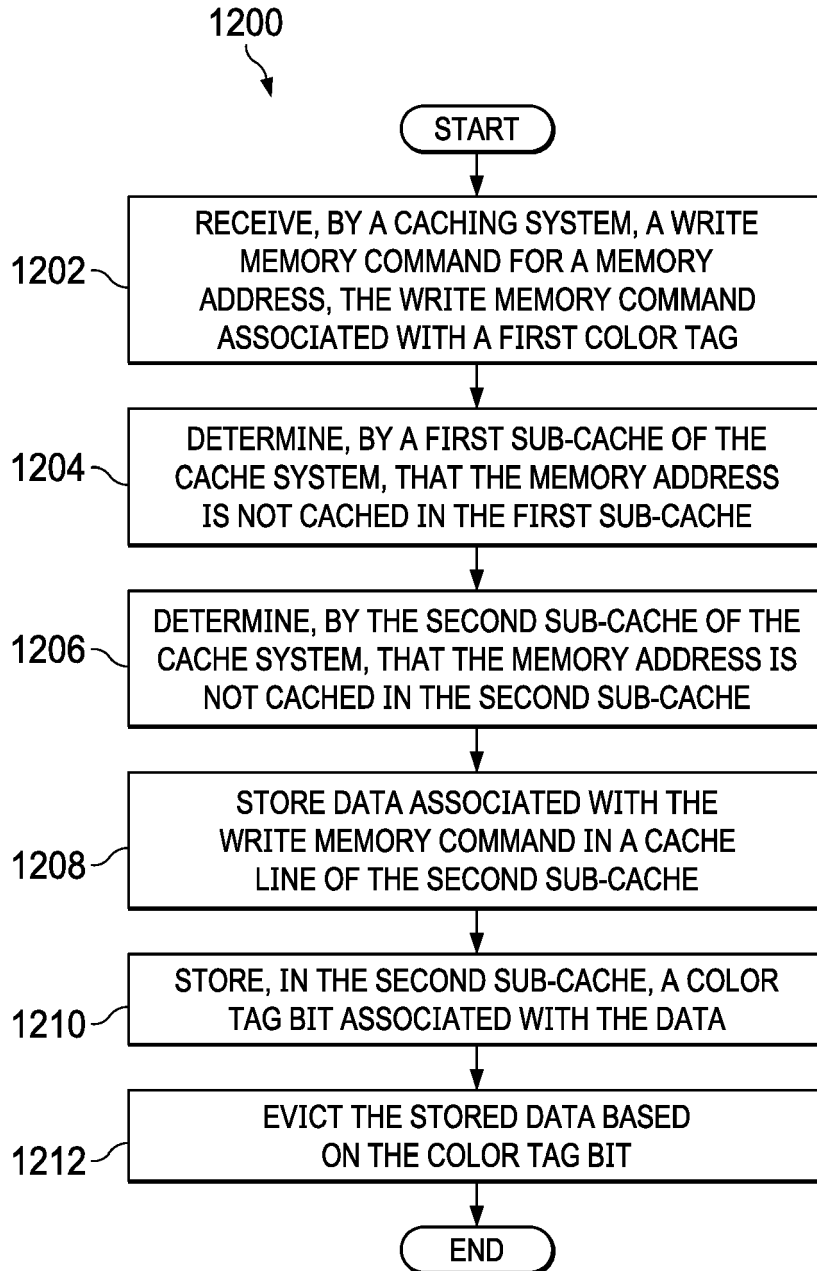 1200
START
RECEIVE, BY A CACHING SYSTEM, A WRITE
MEMORY COMMAND FOR A MEMORY
ADDRESS, THE WRITE MEMORY COMMAND
ASSOCIATED WITH A FIRST COLOR TAG
1202
DETERMINE, BY A FIRST SUB-CACHE OF THE
CACHE SYSTEM, THAT THE MEMORY ADDRESS
IS NOT CACHED IN THE FIRST SUB-CACHE
1204
DETERMINE, BY THE SECOND SUB-CACHE OF THE
CACHE SYSTEM, THAT THE MEMORY ADDRESS IS
NOT CACHED IN THE SECOND SUB-CACHE
1206
STORE DATA ASSOCIATED WITH THE
WRITE MEMORY COMMAND IN A CACHE
LINE OF THE SECOND SUB-CACHE
1208
STORE, IN THE SECOND SUB-CACHE, A COLOR
TAG BIT ASSOCIATED WITH THE DATA
1210
EVICT THE STORED DATA BASED
ON THE COLOR TAG BIT
1212
END